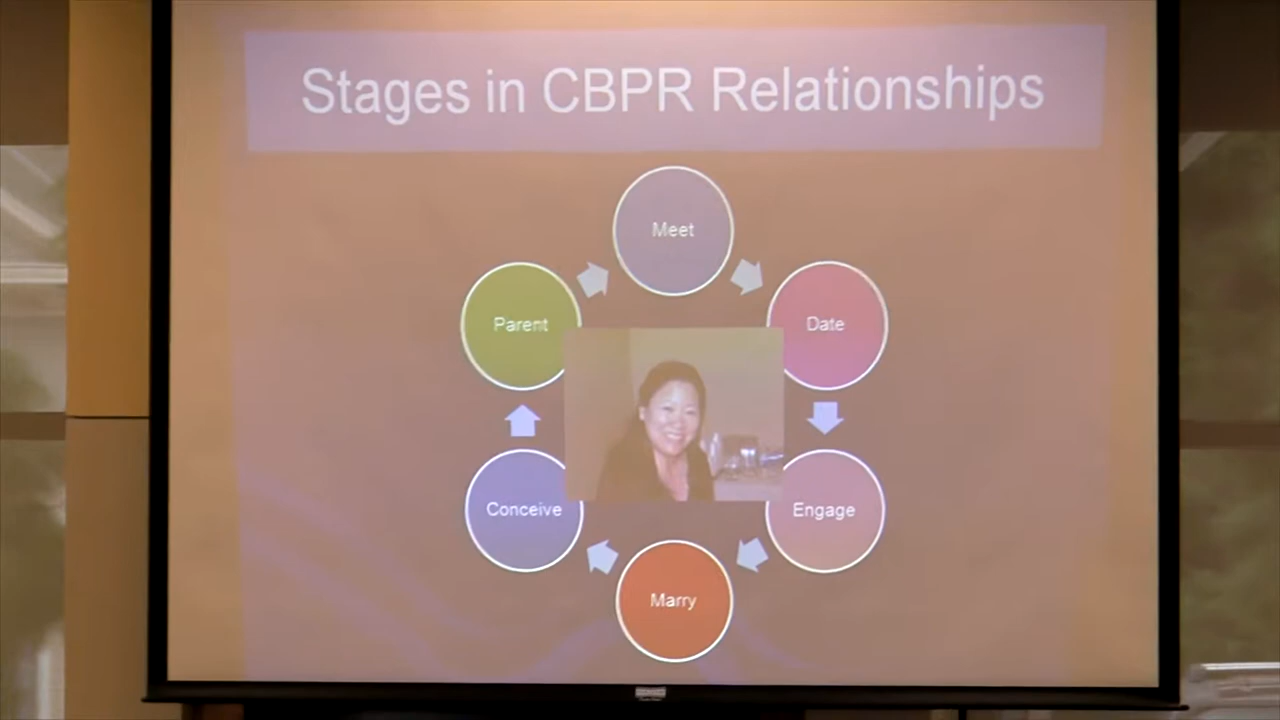 Stages in CBPR Relationships
Meet
Date
Engage
Marry
Conceive
Parent